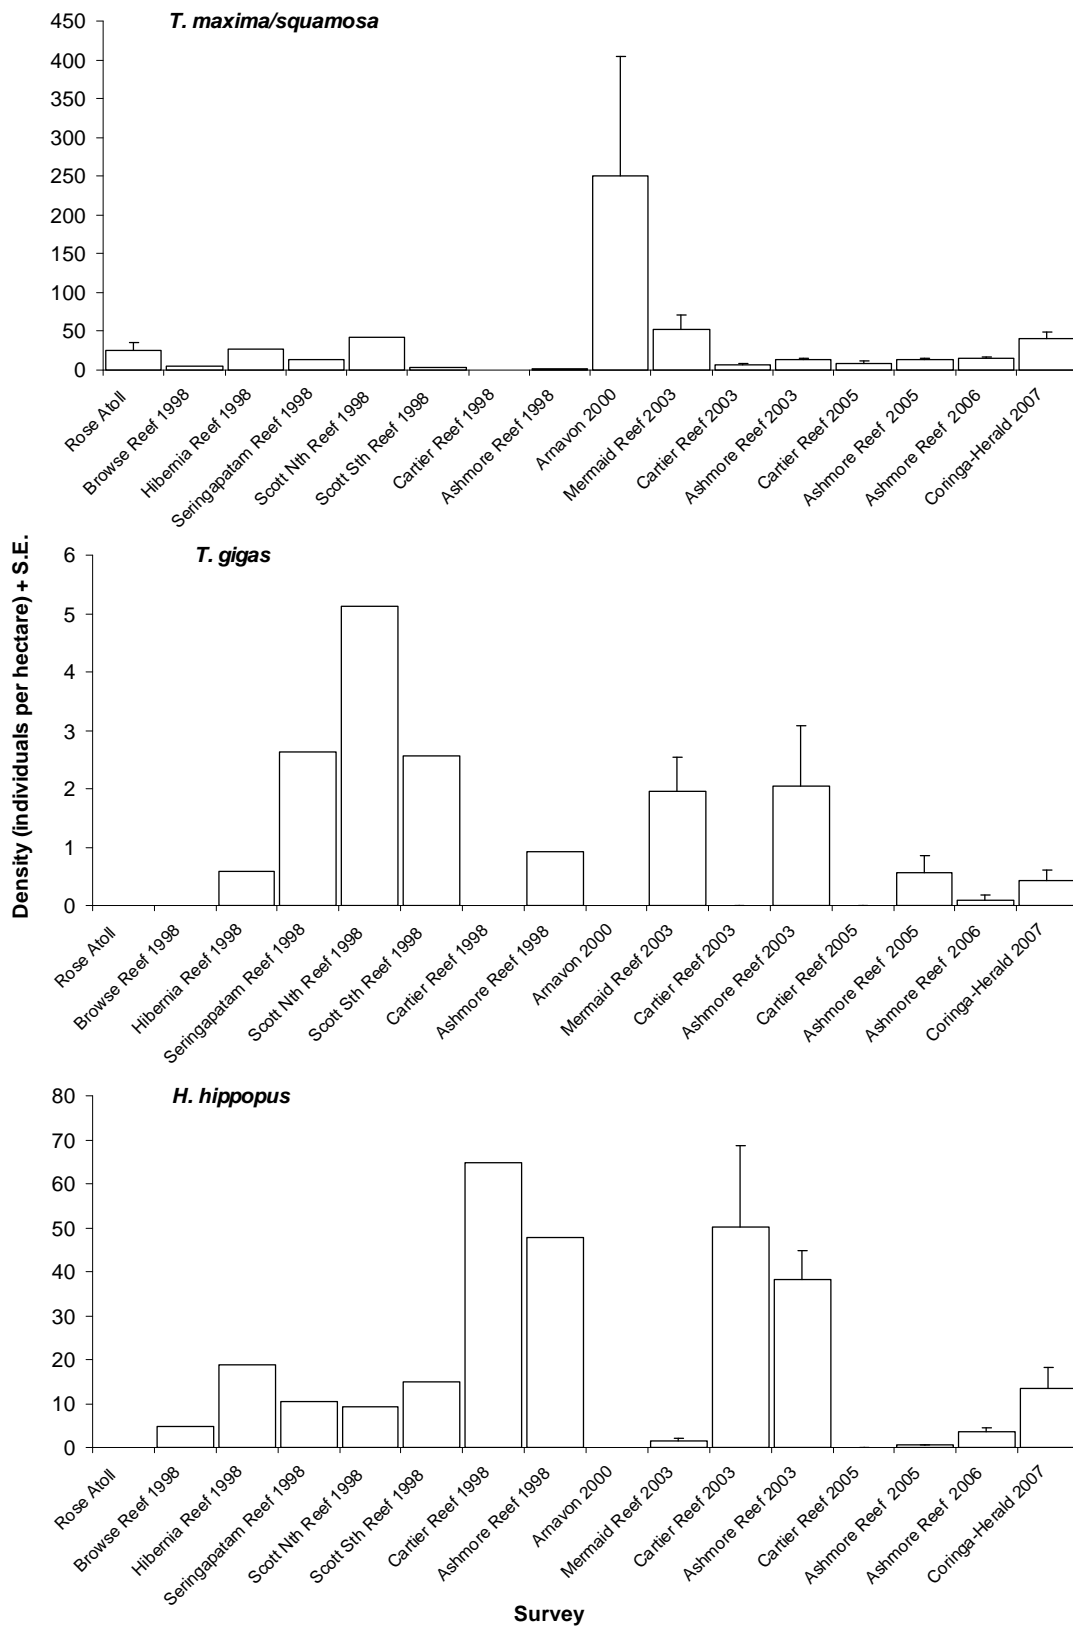 T. maxima/squamosa
450
400
350
300
250
200
150
100
50
0
Rose Atoll
Browse Reef 1998
Hibernia Reef 1998
Seringapatam Reef 1998
Scott Nth Reef 1998
Scott Sth Reef 1998
Cartier Reef 1998
Ashmore Reef 1998
Arnavon 2000
Mermaid Reef 2003
Cartier Reef 2003
Ashmore Reef 2003
Cartier Reef 2005
Ashmore Reef 2005
Ashmore Reef 2006
Coringa-Herald 2007
Density (individuals per hectare) + S.E.
T. gigas
6
5
4
3
2
1
0
Rose Atoll
Browse Reef 1998
Hibernia Reef 1998
Seringapatam Reef 1998
Scott Nth Reef 1998
Scott Sth Reef 1998
Cartier Reef 1998
Ashmore Reef 1998
Arnavon 2000
Mermaid Reef 2003
Cartier Reef 2003
Ashmore Reef 2003
Cartier Reef 2005
Ashmore Reef 2005
Ashmore Reef 2006
Coringa-Herald 2007
H. hippopus
80
70
60
50
40
30
20
10
0
Rose Atoll
Browse Reef 1998
Hibernia Reef 1998
Seringapatam Reef 1998
Scott Nth Reef 1998
Scott Sth Reef 1998
Cartier Reef 1998
Ashmore Reef 1998
Arnavon 2000
Mermaid Reef 2003
Cartier Reef 2003
Ashmore Reef 2003
Cartier Reef 2005
Ashmore Reef 2005
Ashmore Reef 2006
Coringa-Herald 2007
Survey